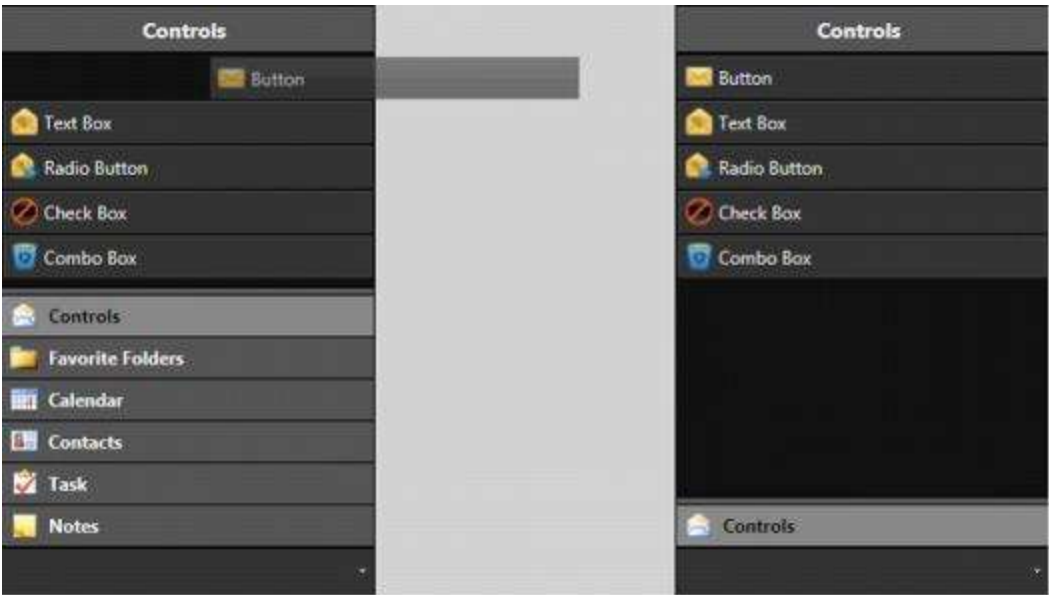 Controls
Button
Text Box
Radio Button
Check Box
Combo Box
Controls
Favorite Folders
Calendar
Contacts
Task
Notes
Controls
Button
Text Box
Radio Button
Check Box
Combo Box
Controls